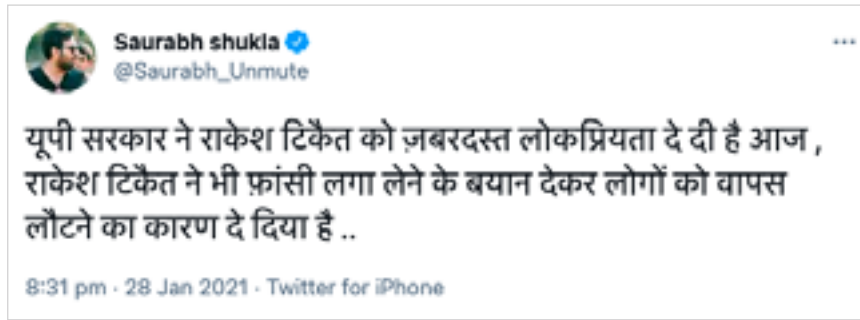 Saurabh shukla
@Saurabh_Unmute
यूपी सरकार ने राकेश टिकैत को ज़बरदस्त लोकप्रियता दे दी है आज ,
राकेश टिकैत ने भी फ़ांसी लगा लेने के बयान देकर लोगों को वापस
लौटने का कारण दे दिया है ..
8:31 pm · 28 Jan 2021 · Twitter for iPhone